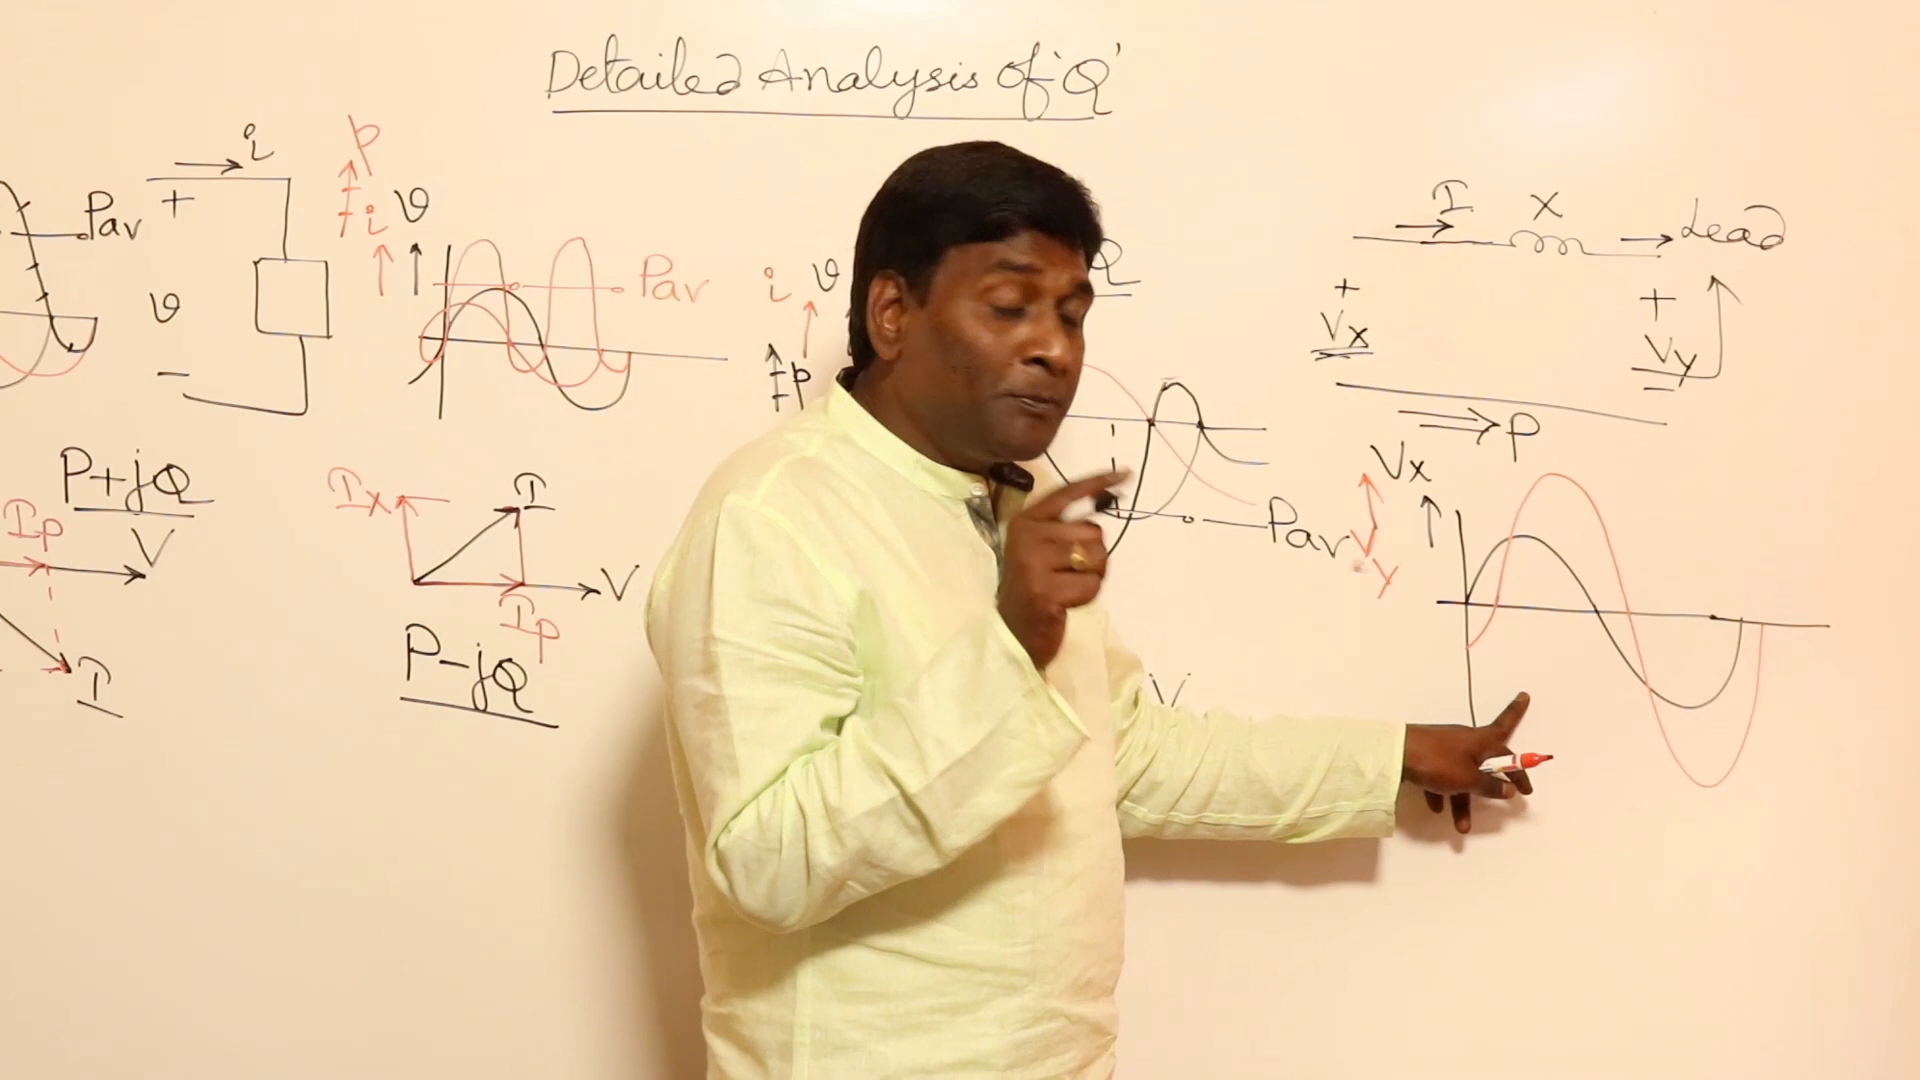 Detailed Analysis of 'Q'
Pav
i
+
v
−
p
i v
Pav
i v
p
Q
Pav
I X Lead
+ +
Vx Vy
P
Vx
Vy
P+jQ
Ip
V
I
Ix I
V
Ip
P-jQ
V